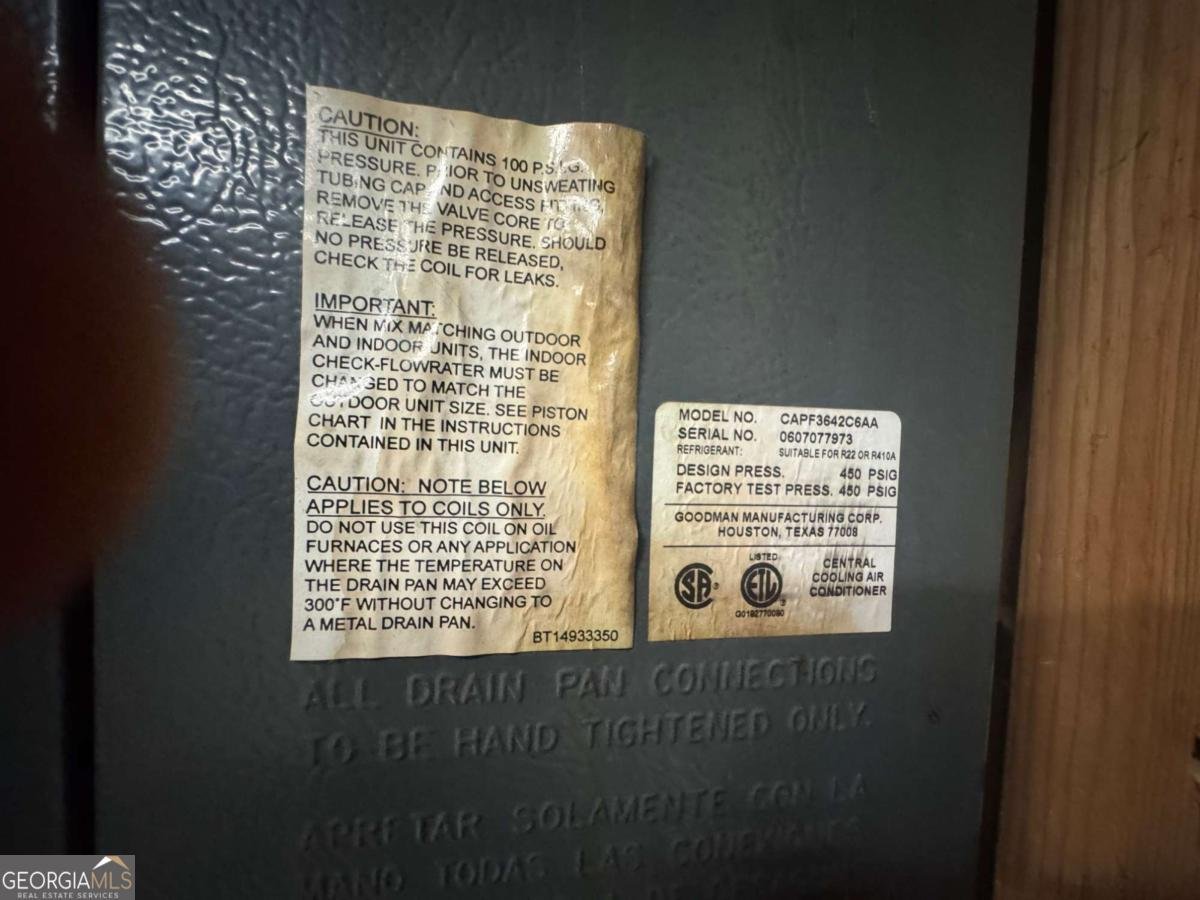 CAUTION:
THIS UNIT CONTAINS 100 P.S.I.G.
PRESSURE. PRIOR TO UNSWEATING
TUBING CAP AND ACCESS FITTING,
REMOVE THE VALVE CORE TO
RELEASE THE PRESSURE. SHOULD
NO PRESSURE BE RELEASED,
CHECK THE COIL FOR LEAKS.
IMPORTANT:
WHEN MIX MATCHING OUTDOOR
AND INDOOR UNITS, THE INDOOR
CHECK-FLOWRATER MUST BE
CHANGED TO MATCH THE
OUTDOOR UNIT SIZE. SEE PISTON
CHART IN THE INSTRUCTIONS
CONTAINED IN THIS UNIT.
CAUTION: NOTE BELOW
APPLIES TO COILS ONLY.
DO NOT USE THIS COIL ON OIL
FURNACES OR ANY APPLICATION
WHERE THE TEMPERATURE ON
THE DRAIN PAN MAY EXCEED
300°F WITHOUT CHANGING TO
A METAL DRAIN PAN.
BT14933350
MODEL NO. CAPF3642C6AA
SERIAL NO. 0607077973
REFRIGERANT: SUITABLE FOR R22 OR R410A
DESIGN PRESS. 450 PSIG
FACTORY TEST PRESS. 450 PSIG
GOODMAN MANUFACTURING CORP.
HOUSTON, TEXAS 77008
LISTED
SA ® ETL ®
G0192770080
CENTRAL
COOLING AIR
CONDITIONER
ALL DRAIN PAN CONNECTIONS
TO BE HAND TIGHTENED ONLY.
APRETAR SOLAMENTE CON LA
MANO TODAS LAS CONEXIONES
GEORGIAMLS
REAL ESTATE SERVICES